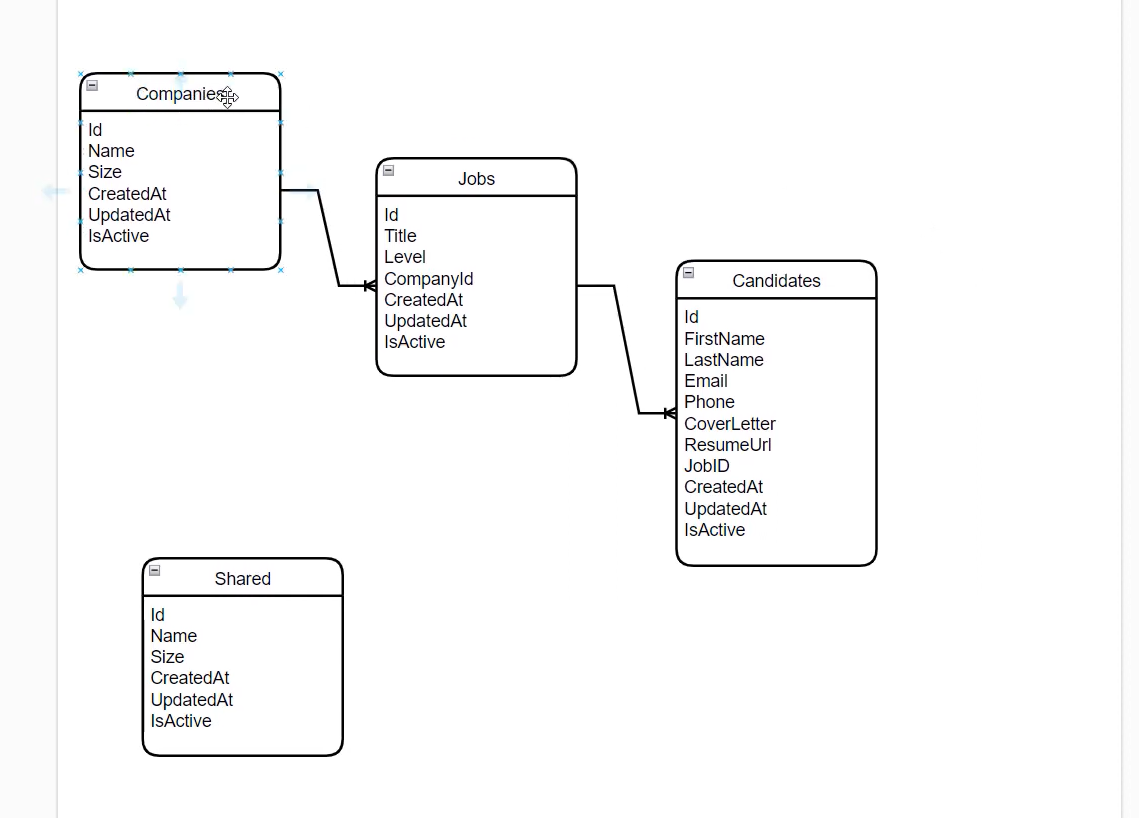 Companies
Id
Name
Size
CreatedAt
UpdatedAt
IsActive
Jobs
Id
Title
Level
CompanyId
CreatedAt
UpdatedAt
IsActive
Candidates
Id
FirstName
LastName
Email
Phone
CoverLetter
ResumeUrl
JobID
CreatedAt
UpdatedAt
IsActive
Shared
Id
Name
Size
CreatedAt
UpdatedAt
IsActive